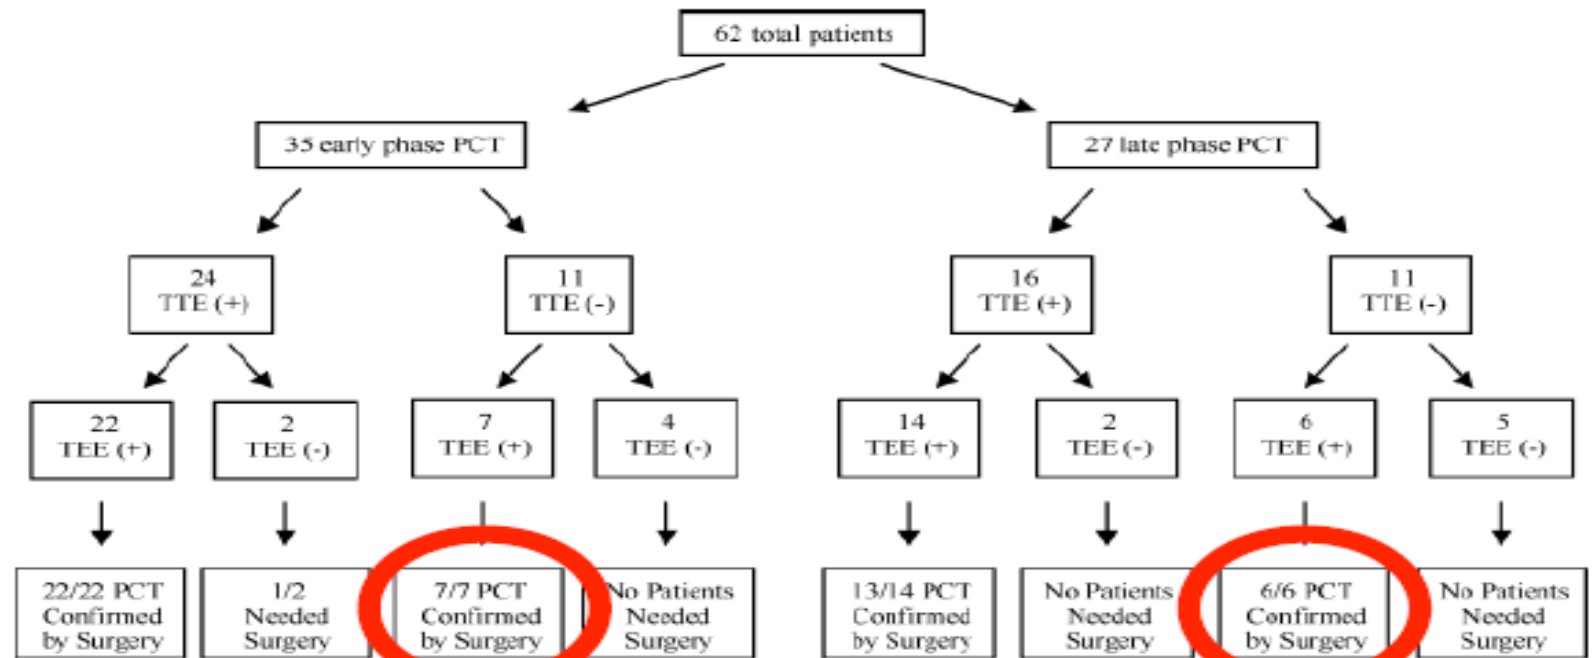 62 total patients
35 early phase PCT
27 late phase PCT
24
TTE (+)
11
TTE (-)
16
TTE (+)
11
TTE (-)
22
TEE (+)
2
TEE (-)
7
TEE (+)
4
TEE (-)
14
TEE (+)
2
TEE (-)
6
TEE (+)
5
TEE (-)
22/22 PCT
Confirmed
by Surgery
1/2
Needed
Surgery
7/7 PCT
Confirmed
by Surgery
No Patients
Needed
Surgery
13/14 PCT
Confirmed
by Surgery
No Patients
Needed
Surgery
6/6 PCT
Confirmed
by Surgery
No Patients
Needed
Surgery